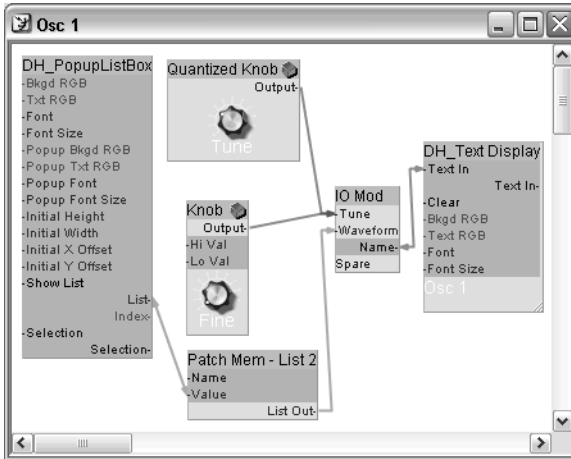 Osc 1
DH_PopupListBox
-Bkgd RGB
-Txt RGB
-Font
-Font Size
-Popup Bkgd RGB
-Popup Txt RGB
-Popup Font
-Popup Font Size
-Initial Height
-Initial Width
-Initial X Offset
-Initial Y Offset
-Show List
List-
Index-
-Selection
Selection-
Quantized Knob
Output-
Tune
Knob
Output-
-Hi Val
-Lo Val
Fine
Patch Mem - List 2
-Name
-Value
List Out-
IO Mod
-Tune
-Waveform
Name-
Spare
DH_Text Display
-Text In
Text In-
-Clear
-Bkgd RGB
-Text RGB
-Font
-Font Size
Osc 1